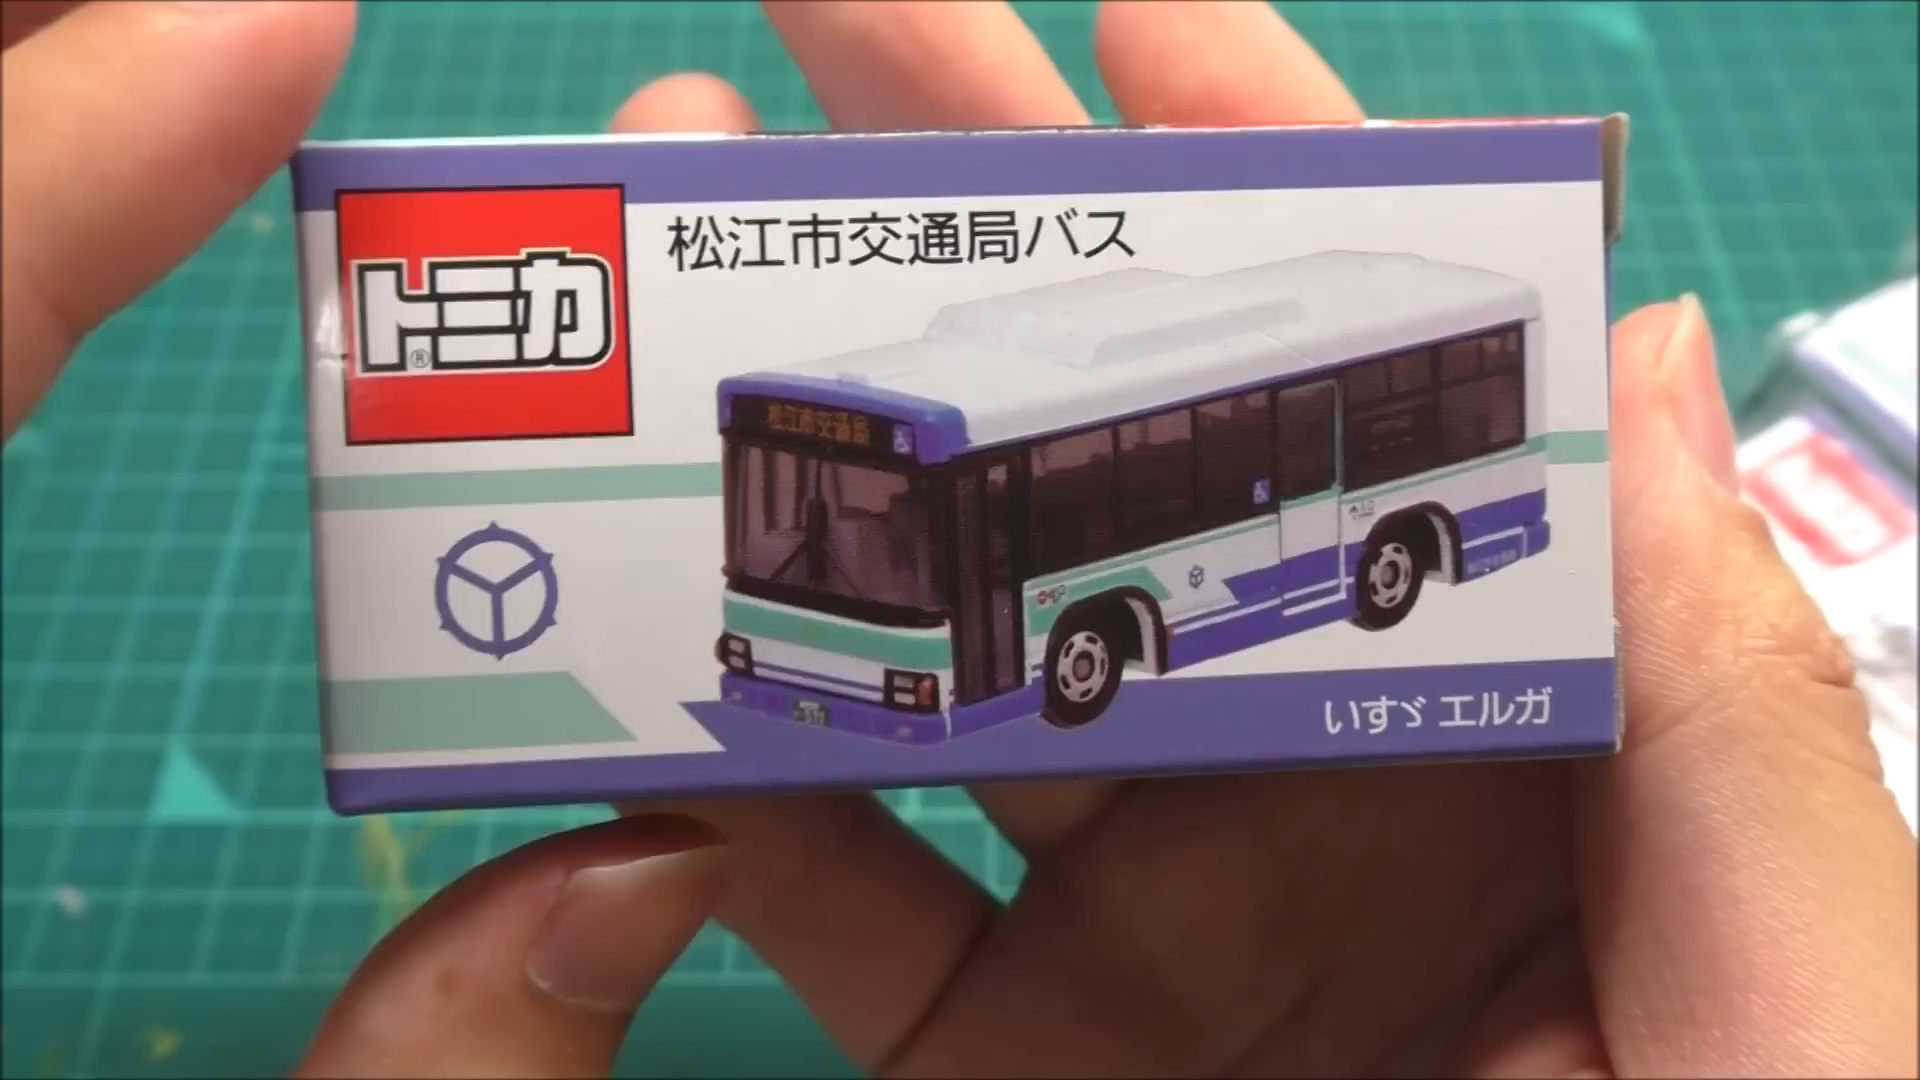 トミカ
®
松江市交通局バス
松江市交通局
いすゞ エルガ